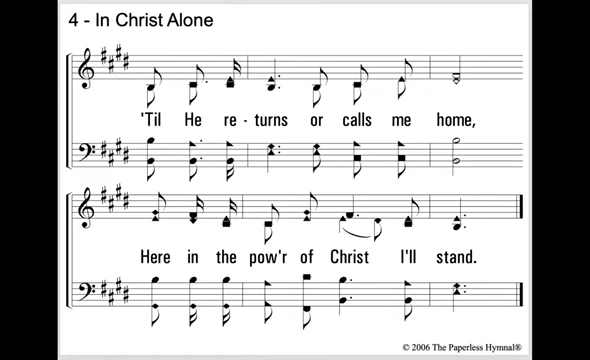 4 - In Christ Alone
'Til He re - turns or calls me home,
Here in the pow'r of Christ I'll stand.
© 2006 The Paperless Hymnal®